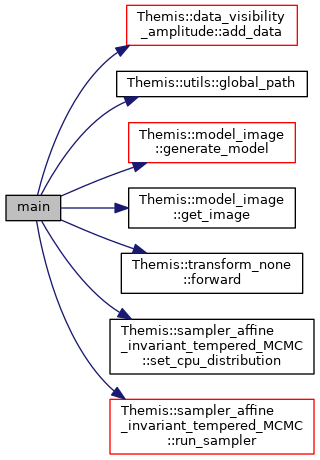 main
Themis::data_visibility
_amplitude::add_data
Themis::utils::global_path
Themis::model_image
::generate_model
Themis::model_image
::get_image
Themis::transform_none
::forward
Themis::sampler_affine
_invariant_tempered_MCMC
::set_cpu_distribution
Themis::sampler_affine
_invariant_tempered_MCMC
::run_sampler